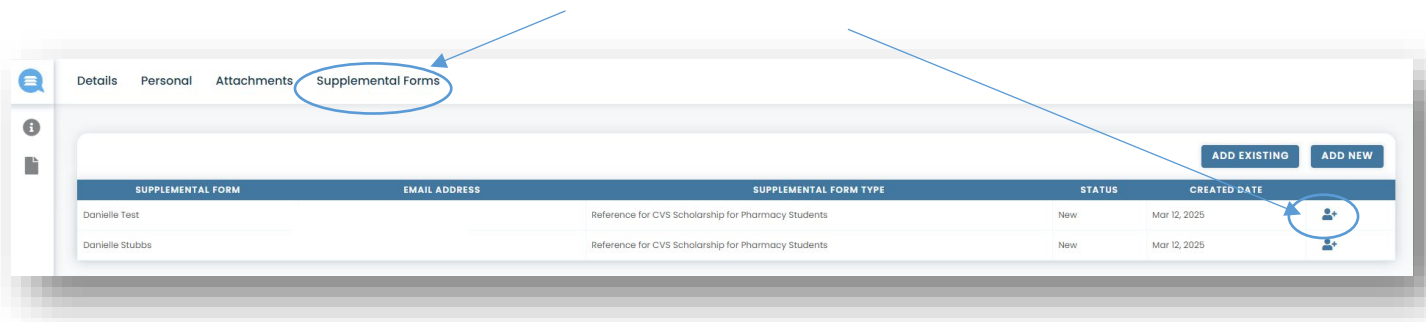 Details Personal Attachments Supplemental Forms
ADD EXISTING ADD NEW
SUPPLEMENTAL FORM EMAIL ADDRESS SUPPLEMENTAL FORM TYPE STATUS CREATED DATE
Danielle Test Reference for CVS Scholarship for Pharmacy Students New Mar 12, 2025
Danielle Stubbs Reference for CVS Scholarship for Pharmacy Students New Mar 12, 2025